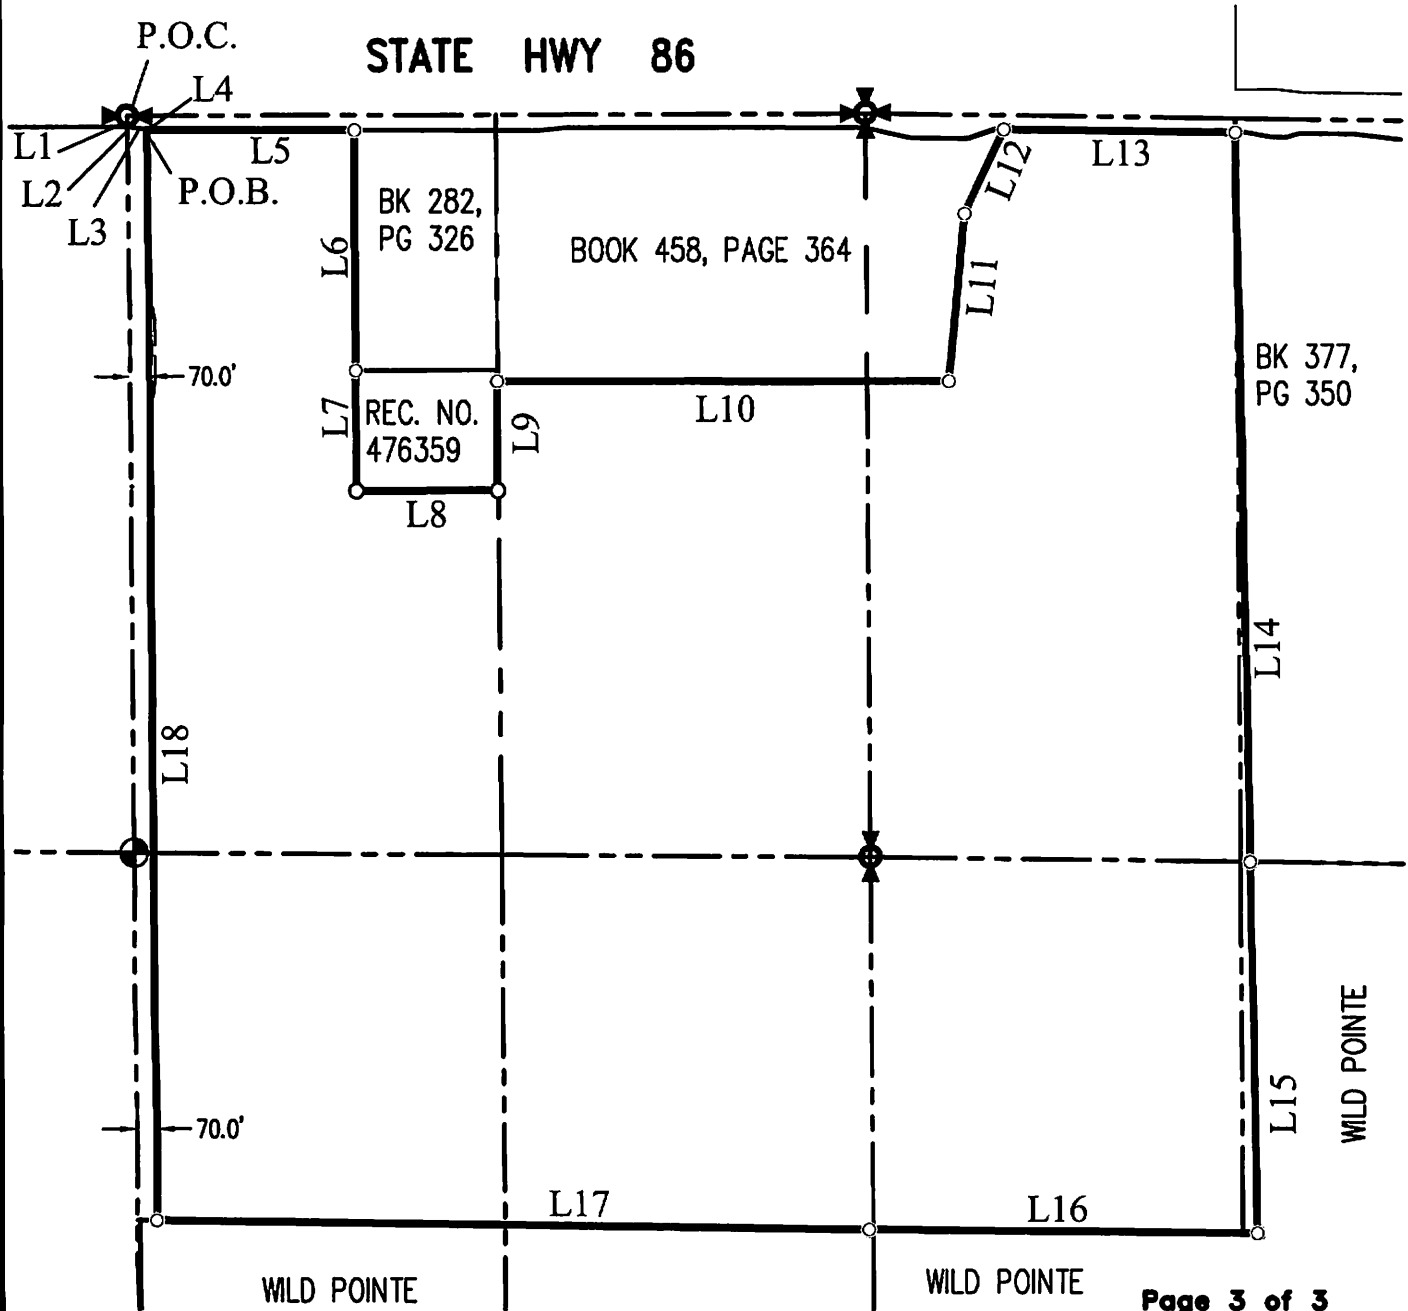 P.O.C.
STATE HWY 86
L4
L1
L5
L12
L13
L2
P.O.B.
L3
BK 282,
PG 326
BOOK 458, PAGE 364
L6
L11
70.0'
BK 377,
PG 350
L7
REC. NO.
476359
L9
L10
L8
L14
L18
WILD POINTE
L15
70.0'
L17
L16
WILD POINTE
WILD POINTE
Page 3 of 3